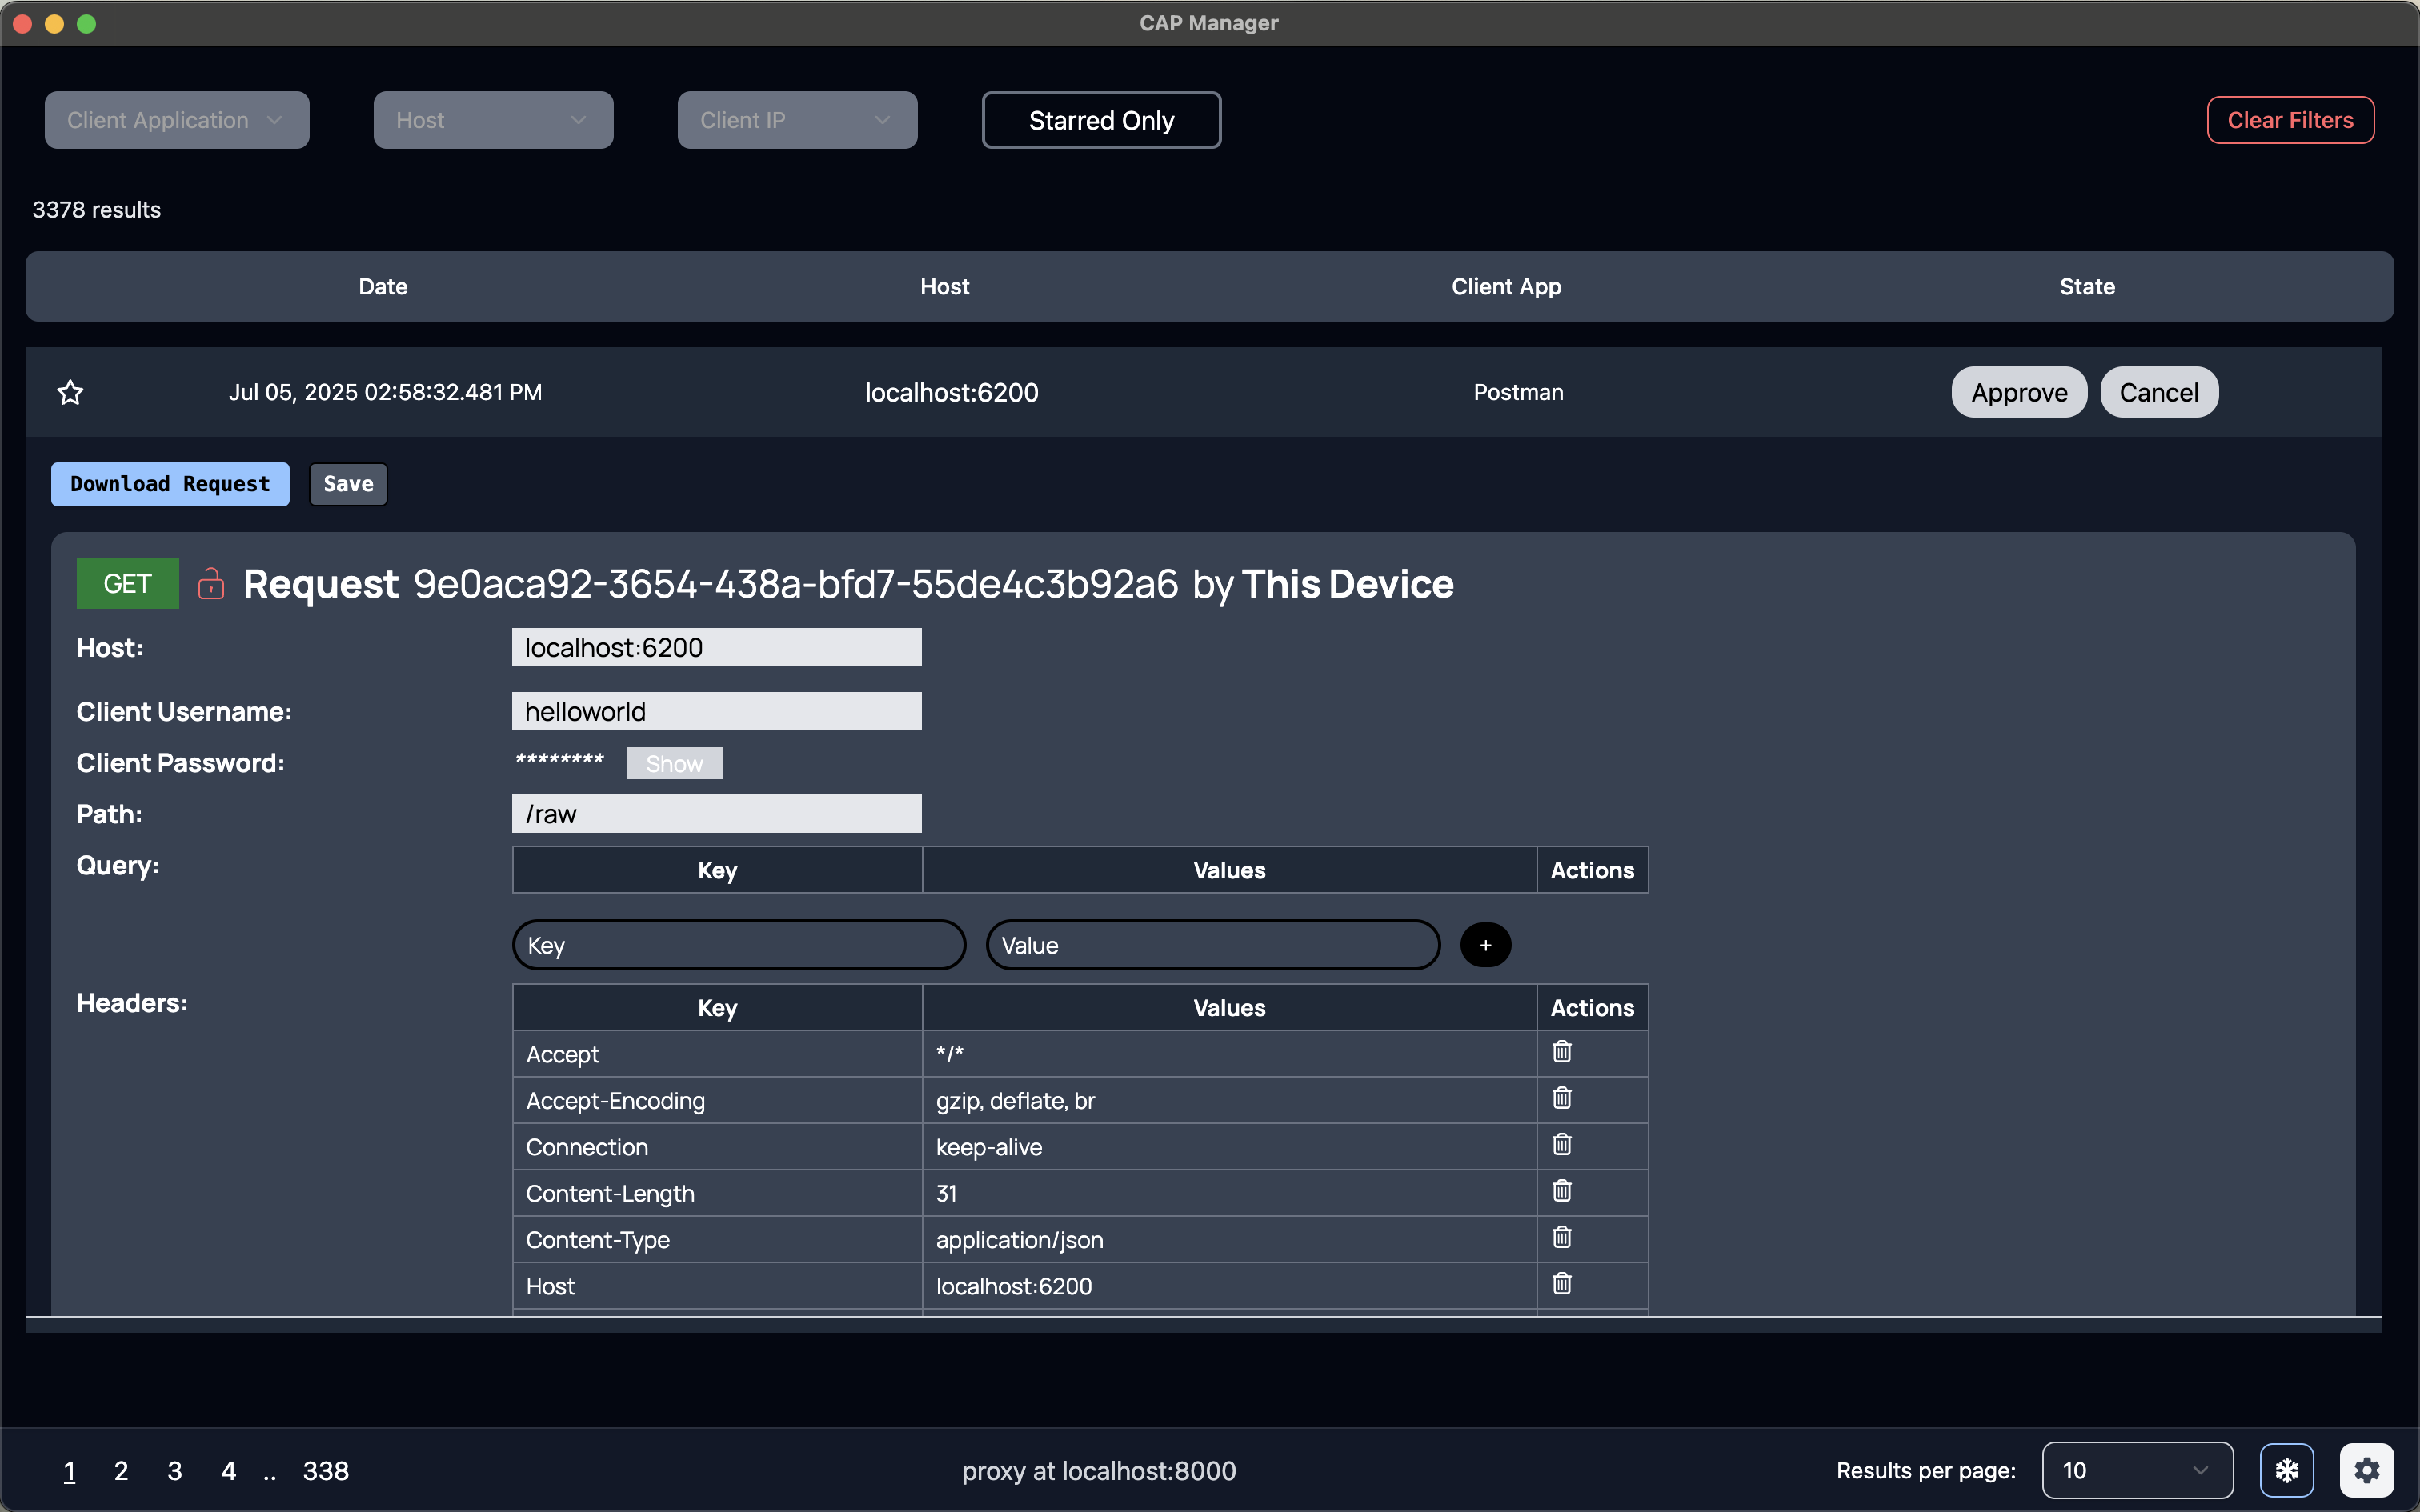 CAP Manager
Client Application
Host
Client IP
Starred Only
Clear Filters
3378 results
Date Host Client App State
Jul 05, 2025 02:58:32.481 PM localhost:6200 Postman Approve Cancel
Download Request Save
GET Request 9e0aca92-3654-438a-bfd7-55de4c3b92a6 by This Device
Host: localhost:6200
Client Username: helloworld
Client Password: ******** Show
Path: /raw
Query: Key Values Actions
Key Value +
Headers: Key Values Actions
Accept */*
Accept-Encoding gzip, deflate, br
Connection keep-alive
Content-Length 31
Content-Type application/json
Host localhost:6200
1 2 3 4 .. 338 proxy at localhost:8000 Results per page: 10